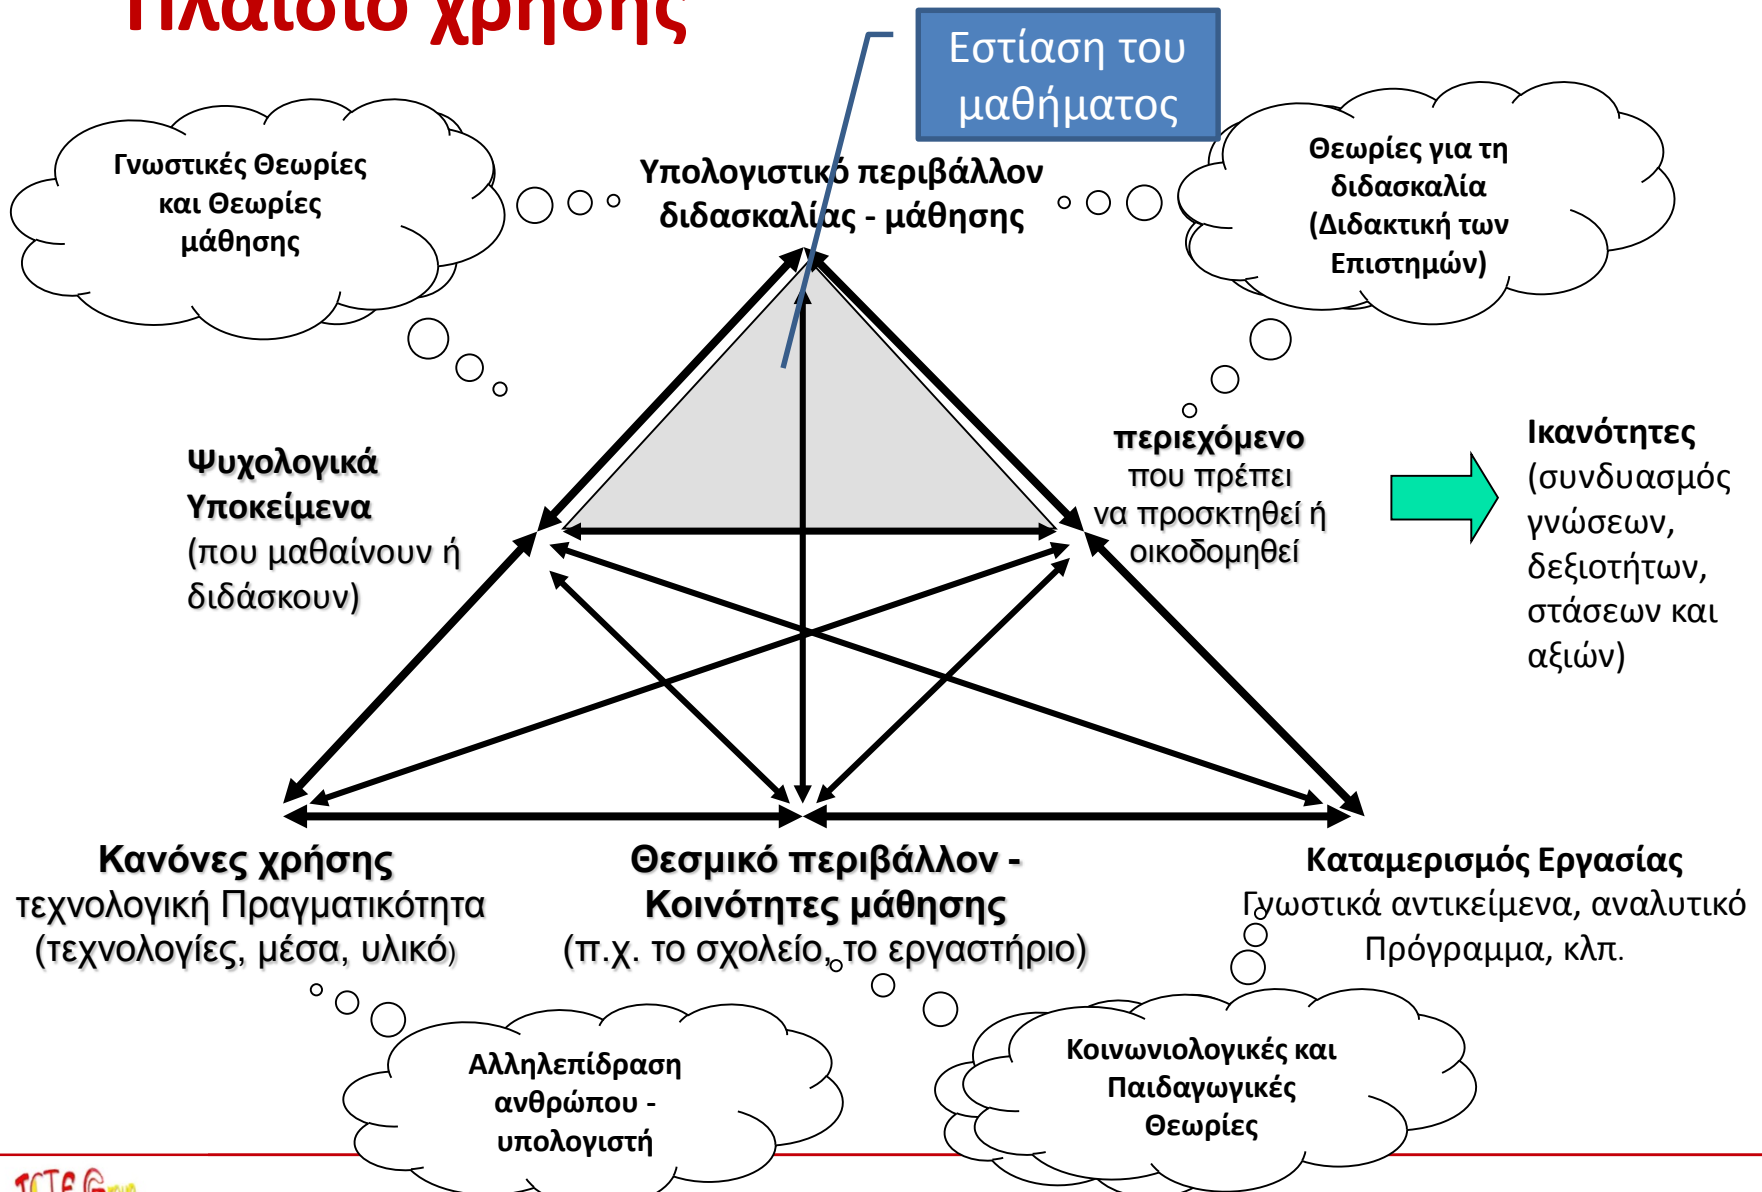 Πλαίσιο χρήσης
Εστίαση του
μαθήματος
Γνωστικές Θεωρίες
και Θεωρίες
μάθησης
Υπολογιστικό περιβάλλον
διδασκαλίας - μάθησης
Θεωρίες για τη
διδασκαλία
(Διδακτική των
Επιστημών)
Ψυχολογικά
Υποκείμενα
(που μαθαίνουν ή
διδάσκουν)
περιεχόμενο
που πρέπει
να προσκτηθεί ή
οικοδομηθεί
Ικανότητες
(συνδυασμός
γνώσεων,
δεξιοτήτων,
στάσεων και
αξιών)
Κανόνες χρήσης
τεχνολογική Πραγματικότητα
(τεχνολογίες, μέσα, υλικό)
Θεσμικό περιβάλλον -
Κοινότητες μάθησης
(π.χ. το σχολείο, το εργαστήριο)
Καταμερισμός Εργασίας
Γνωστικά αντικείμενα, αναλυτικό
Πρόγραμμα, κλπ.
Αλληλεπίδραση
ανθρώπου -
υπολογιστή
Κοινωνιολογικές και
Παιδαγωγικές
Θεωρίες